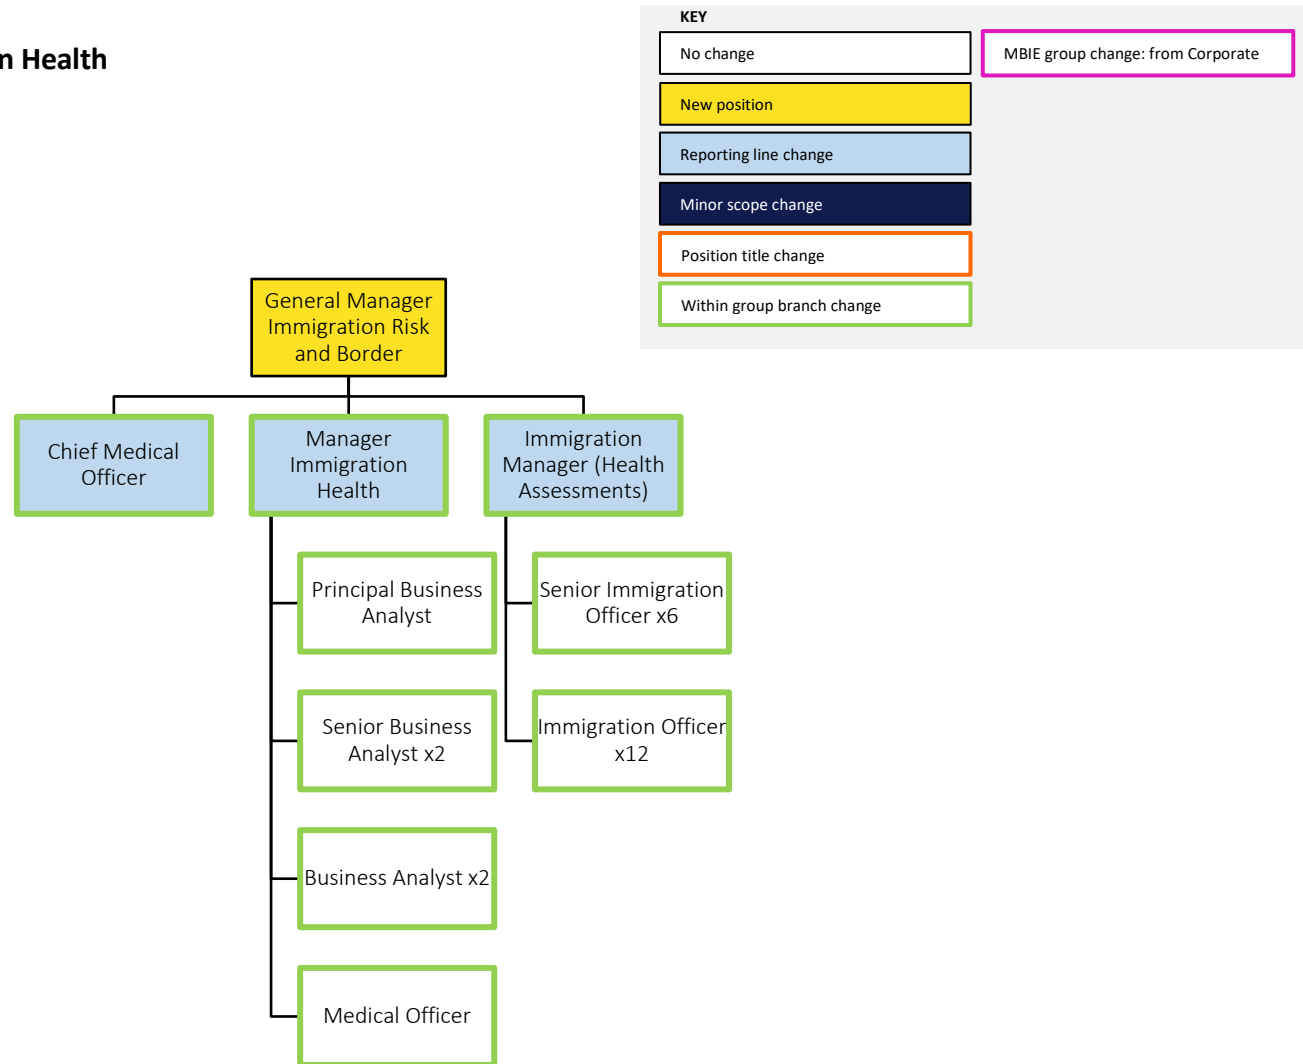 n Health
KEY
No change
MBIE group change: from Corporate
New position
Reporting line change
Minor scope change
Position title change
Within group branch change
General Manager
Immigration Risk
and Border
Chief Medical
Officer
Manager
Immigration
Health
Immigration
Manager (Health
Assessments)
Principal Business
Analyst
Senior Business
Analyst x2
Business Analyst x2
Medical Officer
Senior Immigration
Officer x6
Immigration Officer
x12